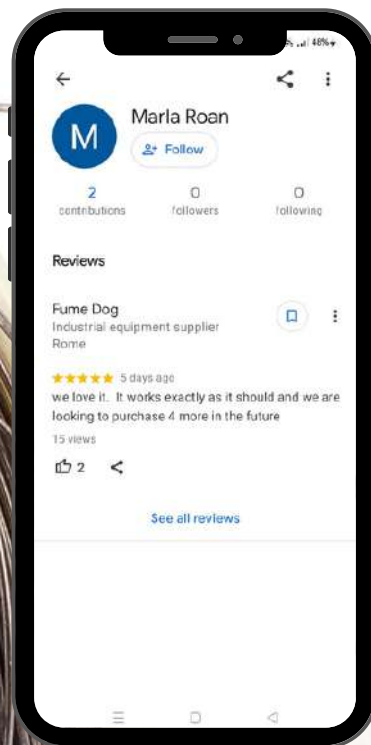 48%
Marla Roan
M
Follow
2
0
0
contributions
followers
following
Reviews
Fume Dog
Industrial equipment supplier
Rome
5 days ago
we love it. It works exactly as it should and we are
looking to purchase 4 more in the future
15 views
2
See all reviews